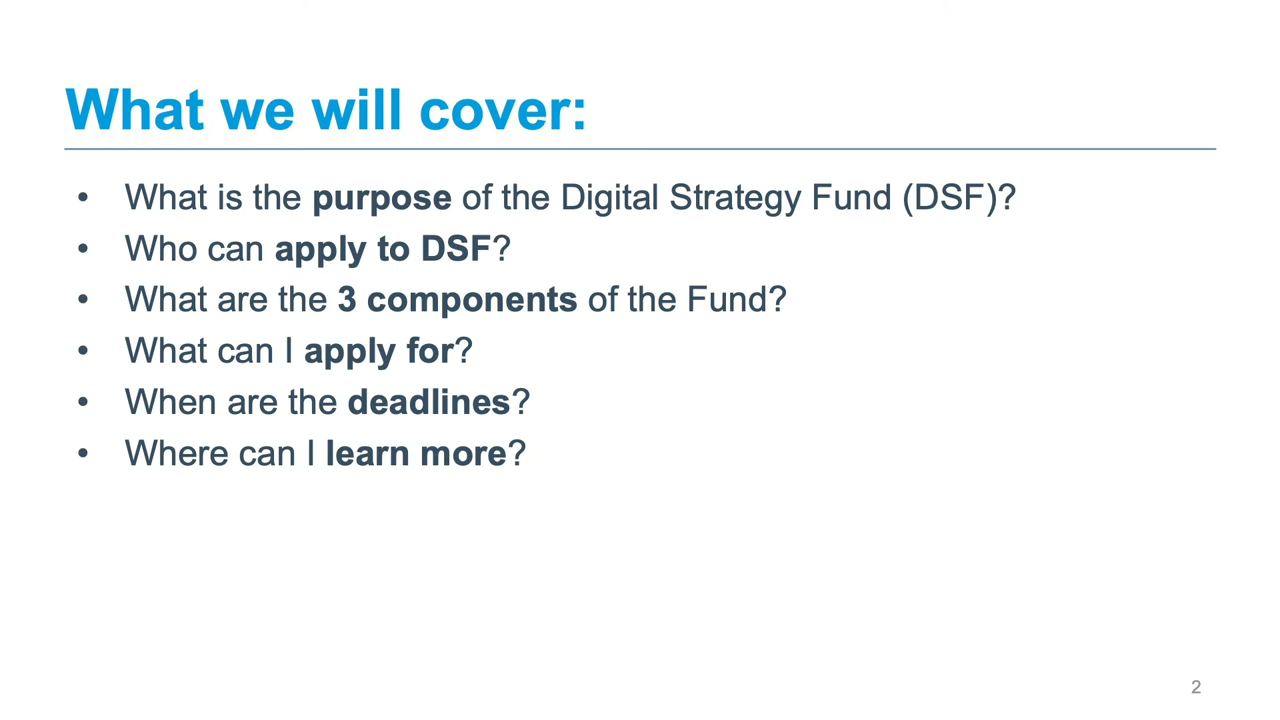 What we will cover:
• What is the purpose of the Digital Strategy Fund (DSF)?
• Who can apply to DSF?
• What are the 3 components of the Fund?
• What can I apply for?
• When are the deadlines?
• Where can I learn more?
2